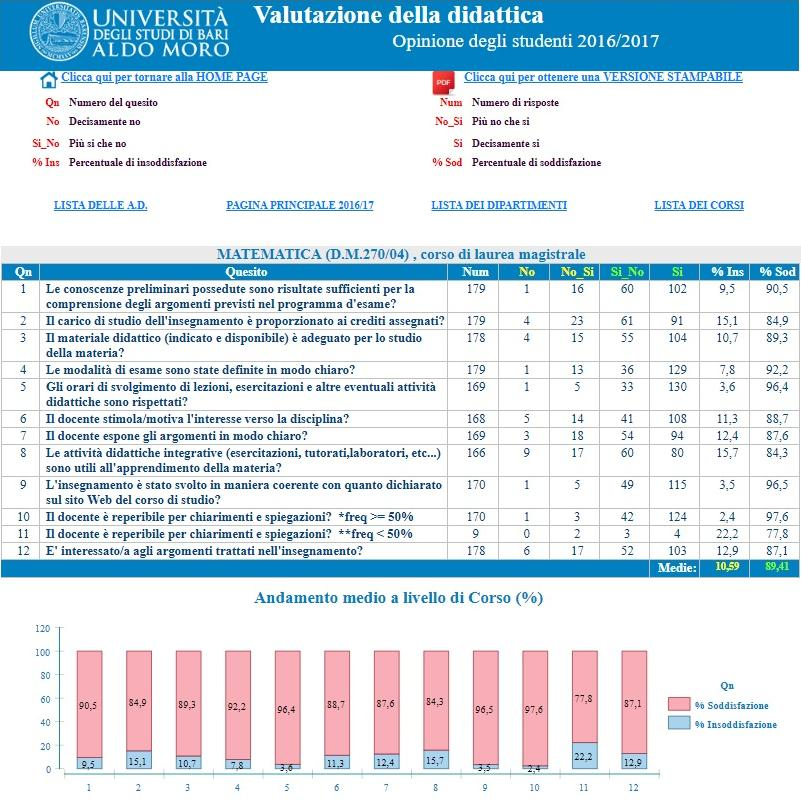 UNIVERSITÀ
DEGLI STUDI DI BARI
ALDO MORO
Valutazione della didattica
Opinione degli studenti 2016/2017
Clicca qui per tornare alla HOME PAGE
PDF Clicca qui per ottenere una VERSIONE STAMPABILE
Qn Numero del quesito Num Numero di risposte
No Decisamente no No_Si Più no che si
Si_No Più si che no Si Decisamente si
% Ins Percentuale di insoddisfazione % Sod Percentuale di soddisfazione
LISTA DELLE A.D. PAGINA PRINCIPALE 2016/17 LISTA DEI DIPARTIMENTI LISTA DEI CORSI
MATEMATICA (D.M.270/04) , corso di laurea magistrale
Qn Quesito Num No No_Si Si_No Si % Ins % Sod
1 Le conoscenze preliminari possedute sono risultate sufficienti per la 179 1 16 60 102 9,5 90,5
comprensione degli argomenti previsti nel programma d'esame?
2 Il carico di studio dell'insegnamento è proporzionato ai crediti assegnati? 179 4 23 61 91 15,1 84,9
3 Il materiale didattico (indicato e disponibile) è adeguato per lo studio 178 4 15 55 104 10,7 89,3
della materia?
4 Le modalità di esame sono state definite in modo chiaro? 179 1 13 36 129 7,8 92,2
5 Gli orari di svolgimento di lezioni, esercitazioni e altre eventuali attività 169 1 5 33 130 3,6 96,4
didattiche sono rispettati?
6 Il docente stimola/motiva l'interesse verso la disciplina? 168 5 14 41 108 11,3 88,7
7 Il docente espone gli argomenti in modo chiaro? 169 3 18 54 94 12,4 87,6
8 Le attività didattiche integrative (esercitazioni, tutorati,laboratori, etc...) 166 9 17 60 80 15,7 84,3
sono utili all'apprendimento della materia?
9 L'insegnamento è stato svolto in maniera coerente con quanto dichiarato 170 1 5 49 115 3,5 96,5
sul sito Web del corso di studio?
10 Il docente è reperibile per chiarimenti e spiegazioni? *freq >= 50% 170 1 3 42 124 2,4 97,6
11 Il docente è reperibile per chiarimenti e spiegazioni? **freq < 50% 9 0 2 3 4 22,2 77,8
12 E' interessato/a agli argomenti trattati nell'insegnamento? 178 6 17 52 103 12,9 87,1
Medie: 10,59 89,41
Andamento medio a livello di Corso (%)
120
100
80
60
40
20
0
90,5 84,9 89,3 92,2 96,4 88,7 87,6 84,3 96,5 97,6 77,8 87,1
9,5 15,1 10,7 7,8 3,6 11,3 12,4 15,7 3,5 2,4 22,2 12,9
1 2 3 4 5 6 7 8 9 10 11 12
Qn
% Soddisfazione
% Insoddisfazione